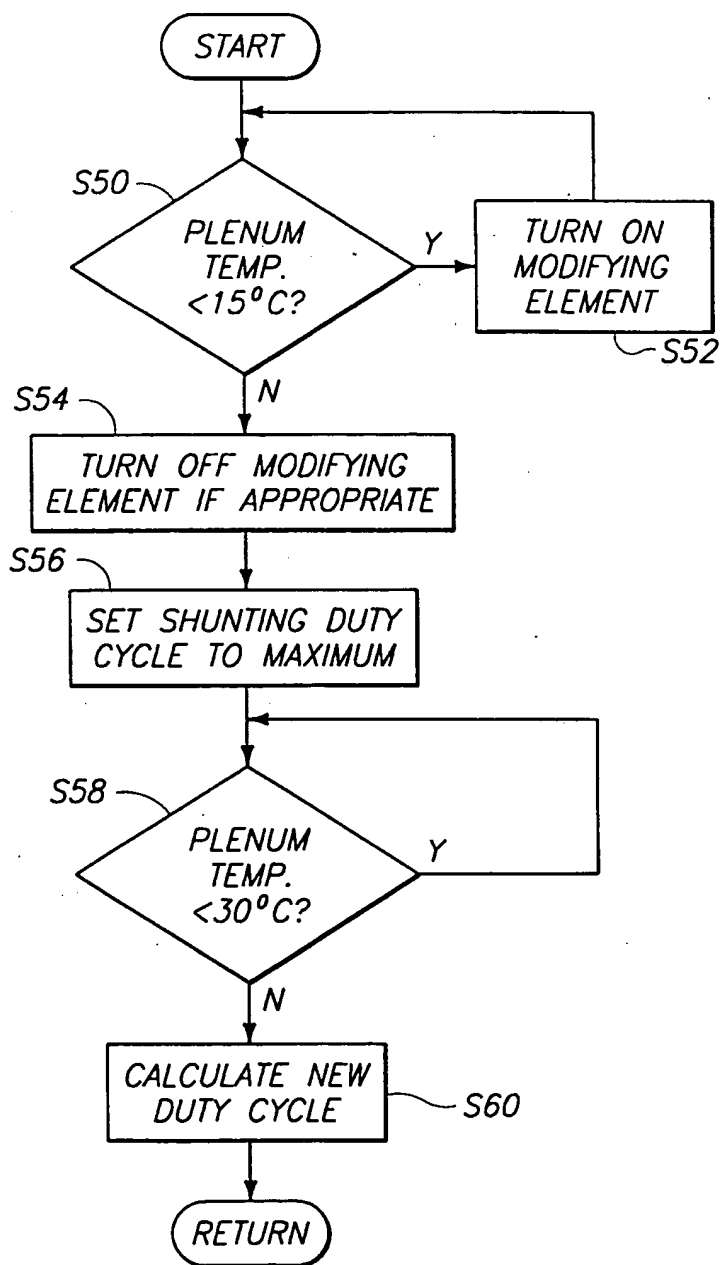 START
S50
PLENUM
TEMP.
<15°C?
Y
TURN ON
MODIFYING
ELEMENT
S52
N
S54
TURN OFF MODIFYING
ELEMENT IF APPROPRIATE
S56
SET SHUNTING DUTY
CYCLE TO MAXIMUM
S58
PLENUM
TEMP.
<30°C?
Y
N
CALCULATE NEW
DUTY CYCLE
S60
RETURN